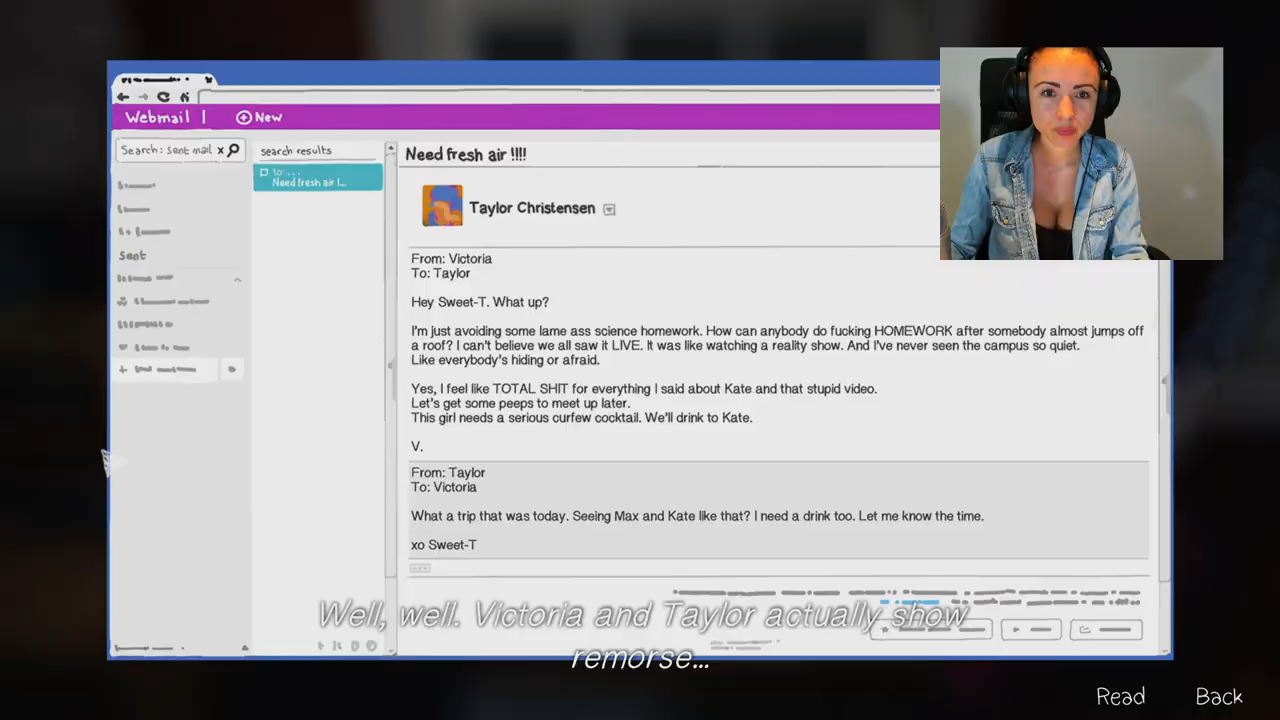 Webmail |
New
Search: sent mail x
search results
Need fresh air !!!!
to: ...
Need fresh air !...
Taylor Christensen
Sent
From: Victoria
To: Taylor
Hey Sweet-T. What up?
I'm just avoiding some lame ass science homework. How can anybody do fucking HOMEWORK after somebody almost jumps off
a roof? I can't believe we all saw it LIVE. It was like watching a reality show. And I've never seen the campus so quiet.
Like everybody's hiding or afraid.
Yes, I feel like TOTAL SHIT for everything I said about Kate and that stupid video.
Let's get some peeps to meet up later.
This girl needs a serious curfew cocktail. We'll drink to Kate.
V.
From: Taylor
To: Victoria
What a trip that was today. Seeing Max and Kate like that? I need a drink too. Let me know the time.
xo Sweet-T
Well, well. Victoria and Taylor actually show
remorse...
Read
Back